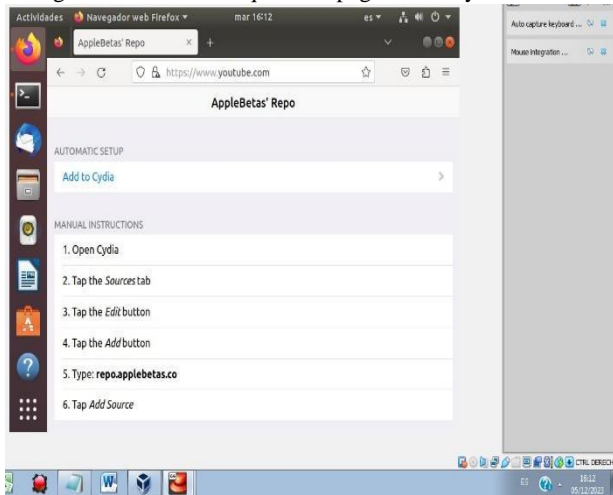 Actividades Navegador web Firefox mar 16:12 es
AppleBetas' Repo × +
https://www.youtube.com
AppleBetas' Repo
AUTOMATIC SETUP
Add to Cydia
MANUAL INSTRUCTIONS
1. Open Cydia
2. Tap the Sources tab
3. Tap the Edit button
4. Tap the Add button
5. Type: repo.applebetas.co
6. Tap Add Source
Auto capture keyboard ...
Mouse integration ...
CTRL DERECH
ES 16:12
05/12/2023